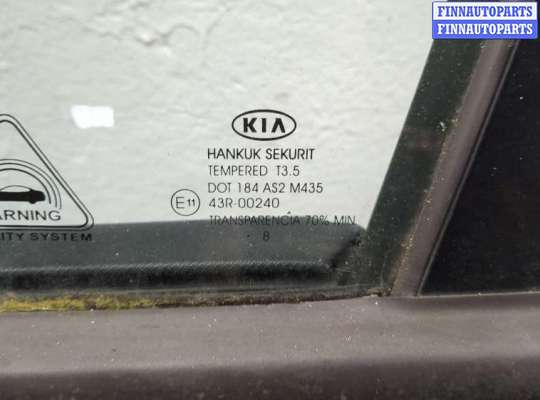 FINNAUTOPARTS
FINNAUTOPARTS
KIA
HANKUK SEKURIT
TEMPERED T3.5
DOT 184 AS2 M435
E11 43R-00240
TRANSPARENCIA 70% MIN
8
WARNING
ITY SYSTEM